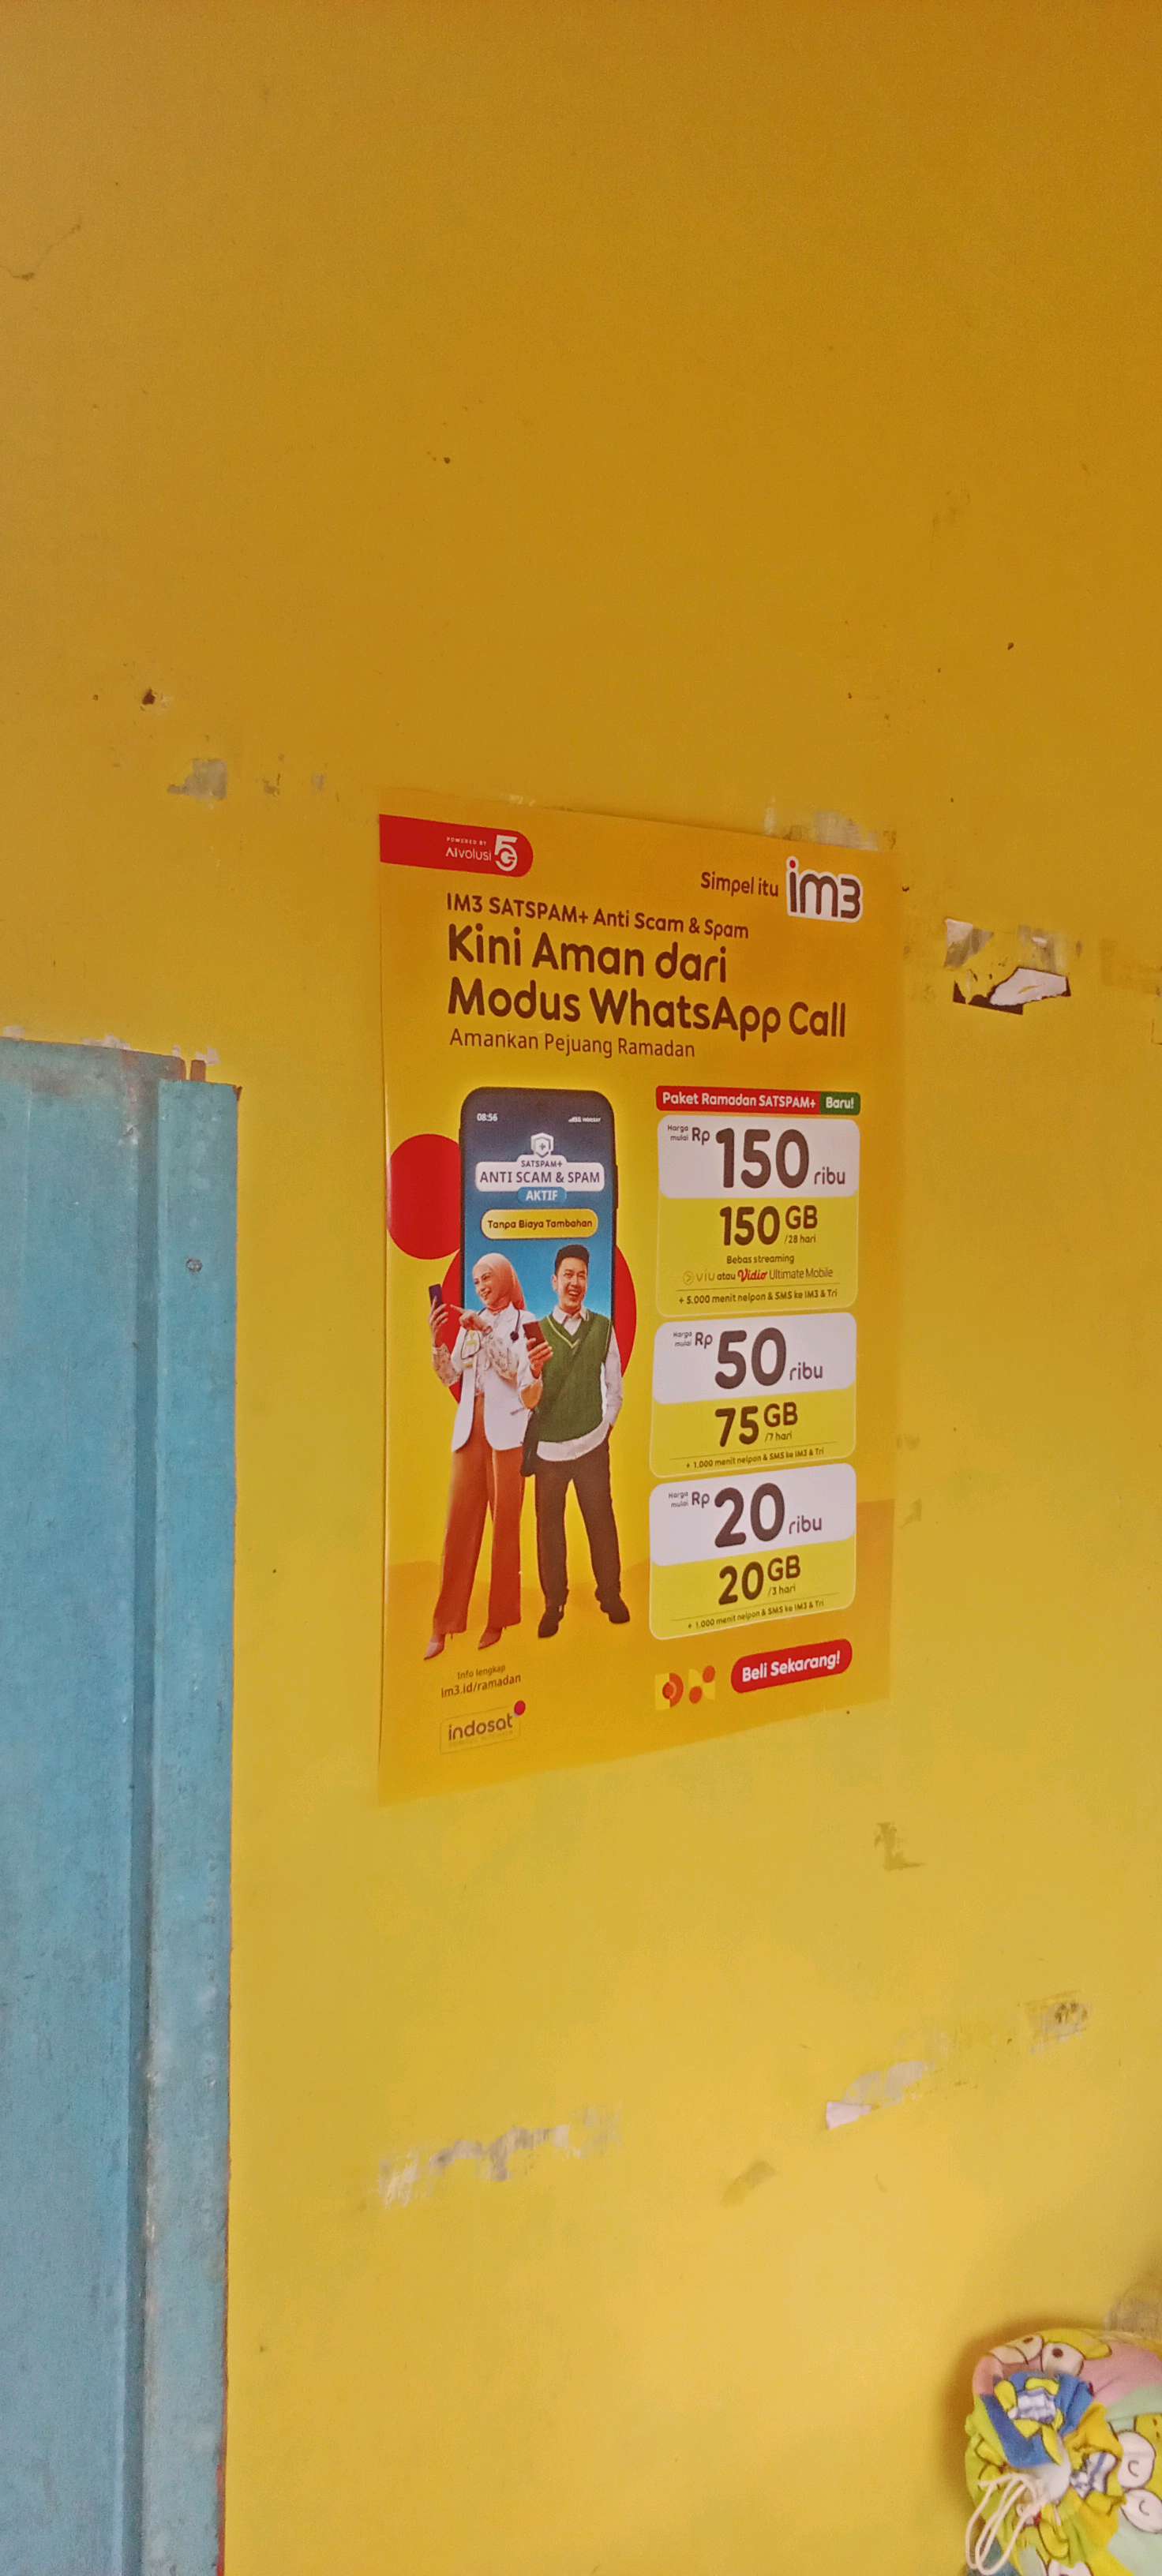 POWERED BY
AIvolusi 5G
Simpel itu im3
IM3 SATSPAM+ Anti Scam & Spam
Kini Aman dari
Modus WhatsApp Call
Amankan Pejuang Ramadan
08:56
SATSPAM+
ANTI SCAM & SPAM
AKTIF
Tanpa Biaya Tambahan
Paket Ramadan SATSPAM+ Baru!
Harga mulai Rp 150 ribu
150 GB /28 hari
Bebas streaming
viu atau Vidio Ultimate Mobile
+ 5.000 menit nelpon & SMS ke IM3 & Tri
Harga mulai Rp 50 ribu
75 GB /7 hari
+ 1.000 menit nelpon & SMS ke IM3 & Tri
Harga mulai Rp 20 ribu
20 GB /3 hari
+ 1.000 menit nelpon & SMS ke IM3 & Tri
Info lengkap
im3.id/ramadan
indosat
Beli Sekarang!